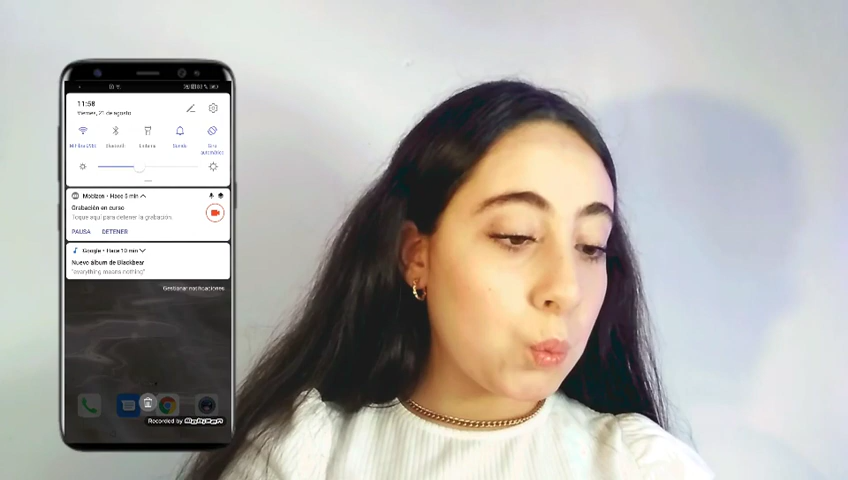 11:58
viernes, 21 de agosto
Bluetooth
Linterna
Sonido
Giro
automático
Mobizen • Hace 5 min
Grabación en curso
Toque aquí para detener la grabación.
PAUSA DETENER
Google • Hace 10 min
Nuevo álbum de Blackbear
"everything means nothing"
Gestionar notificaciones
Recorded by